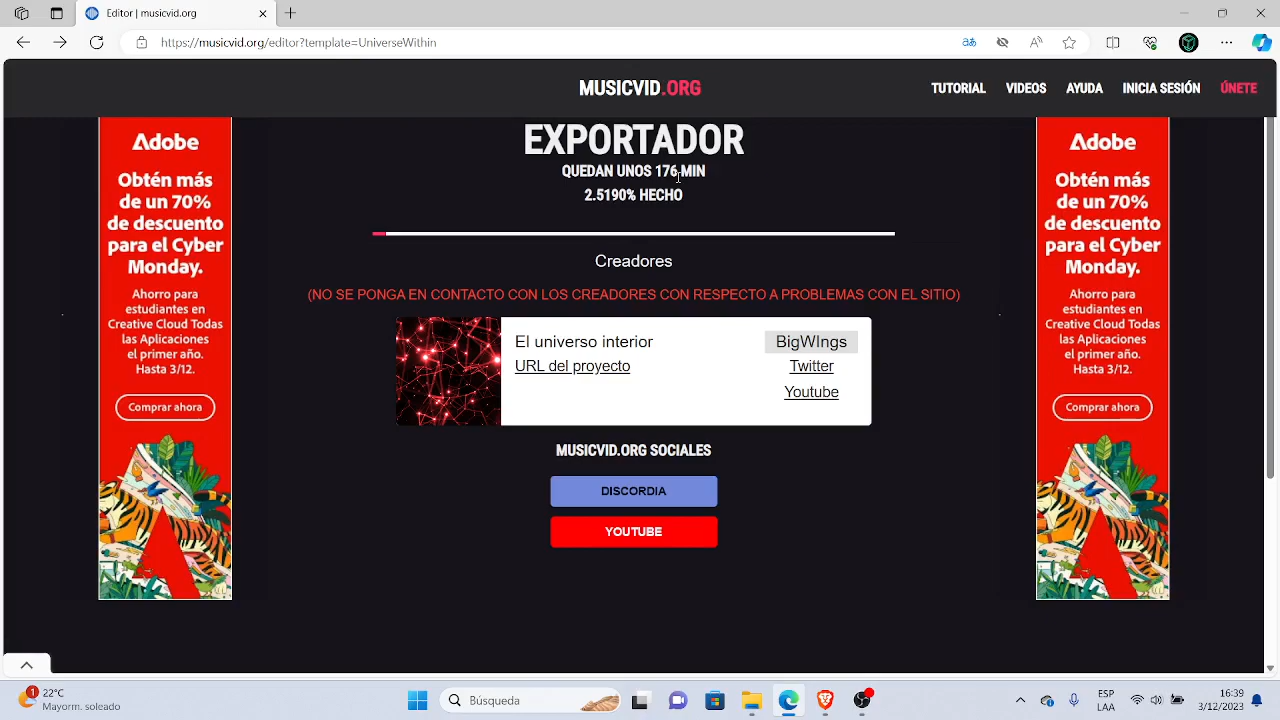 Editor | musicvid.org
https://musicvid.org/editor?template=UniverseWithin
MUSICVID.ORG
TUTORIAL
VIDEOS
AYUDA
INICIA SESIÓN
ÚNETE
Adobe
Obtén más
de un 70%
de descuento
para el Cyber
Monday.
Ahorro para
estudiantes en
Creative Cloud Todas
las Aplicaciones
el primer año.
Hasta 3/12.
Comprar ahora
EXPORTADOR
QUEDAN UNOS 176 MIN
2.5190% HECHO
Creadores
(NO SE PONGA EN CONTACTO CON LOS CREADORES CON RESPECTO A PROBLEMAS CON EL SITIO)
El universo interior
URL del proyecto
BigWIngs
Twitter
Youtube
MUSICVID.ORG SOCIALES
DISCORDIA
YOUTUBE
Adobe
Obtén más
de un 70%
de descuento
para el Cyber
Monday.
Ahorro para
estudiantes en
Creative Cloud Todas
las Aplicaciones
el primer año.
Hasta 3/12.
Comprar ahora
1
22°C
Mayorm. soleado
Búsqueda
ESP
LAA
16:39
3/12/2023